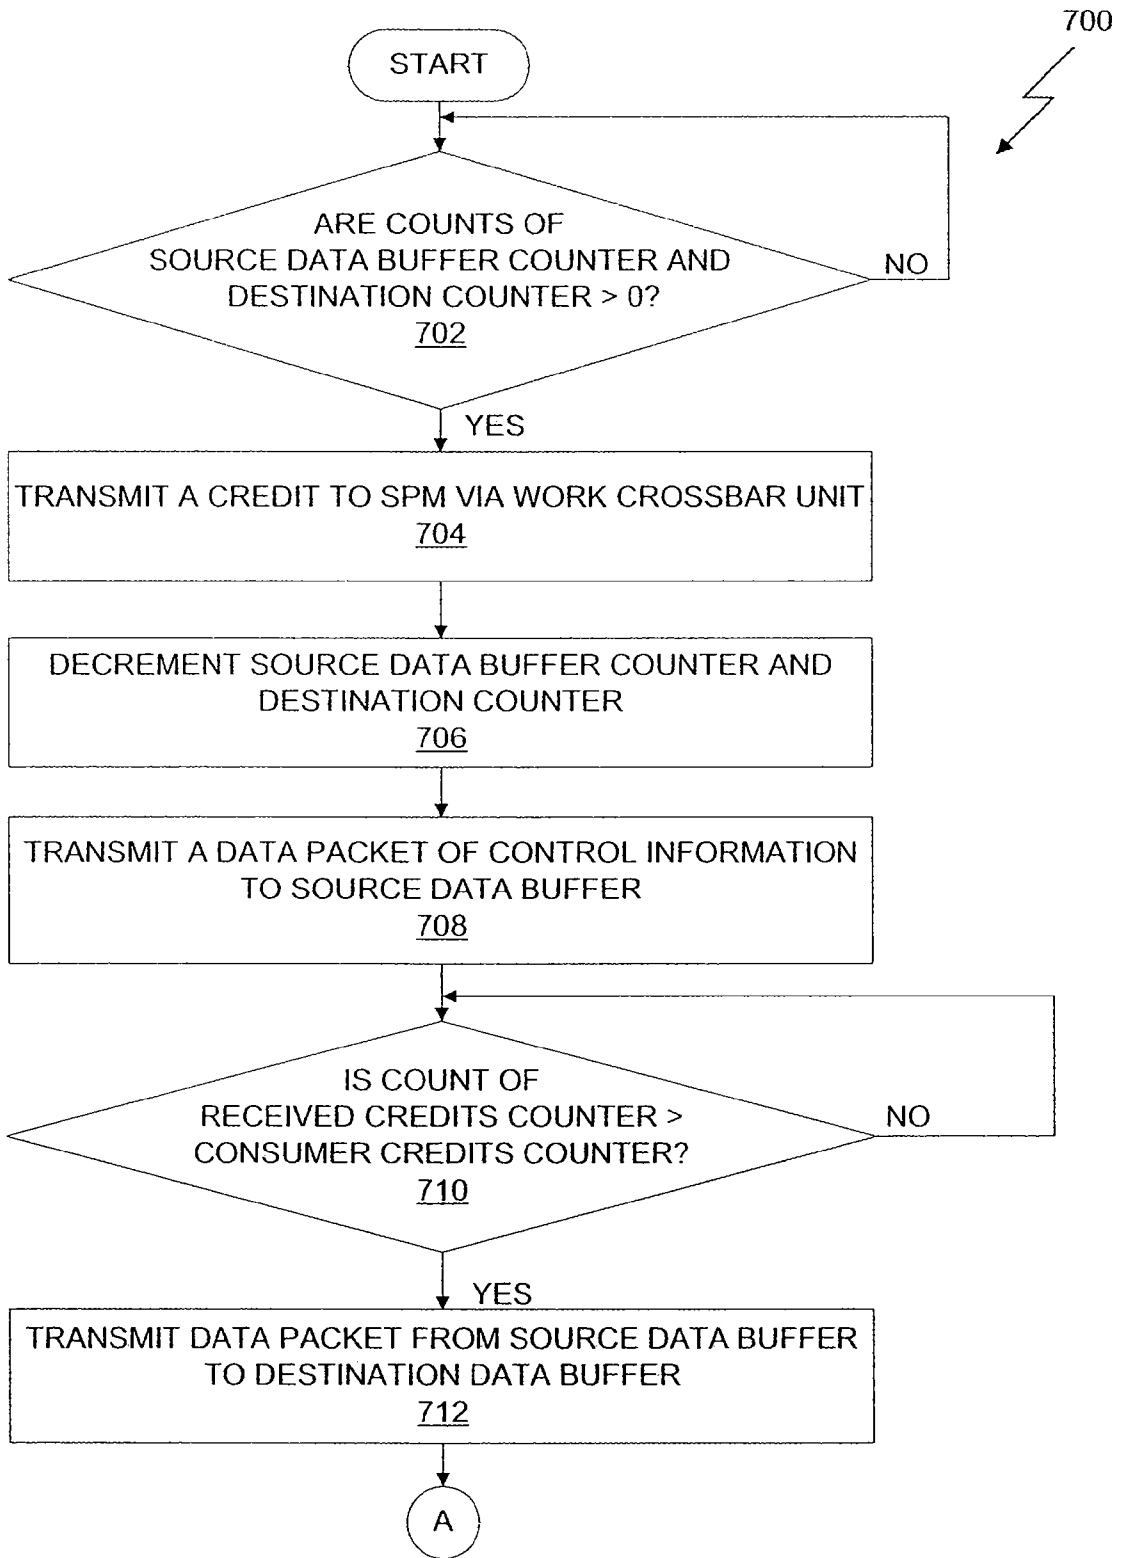 700
START
ARE COUNTS OF
SOURCE DATA BUFFER COUNTER AND
DESTINATION COUNTER > 0?
702
NO
YES
TRANSMIT A CREDIT TO SPM VIA WORK CROSSBAR UNIT
704
DECREMENT SOURCE DATA BUFFER COUNTER AND
DESTINATION COUNTER
706
TRANSMIT A DATA PACKET OF CONTROL INFORMATION
TO SOURCE DATA BUFFER
708
IS COUNT OF
RECEIVED CREDITS COUNTER >
CONSUMER CREDITS COUNTER?
710
NO
YES
TRANSMIT DATA PACKET FROM SOURCE DATA BUFFER
TO DESTINATION DATA BUFFER
712
A